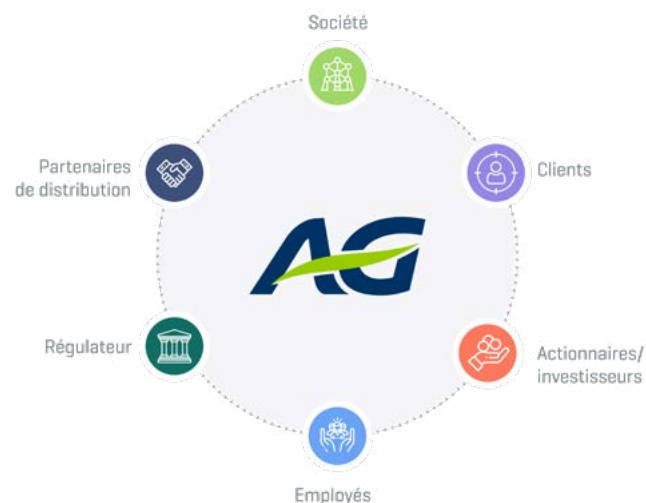 Société
Partenaires
de distribution
Clients
AG
Régulateur
Actionnaires/
investisseurs
Employés